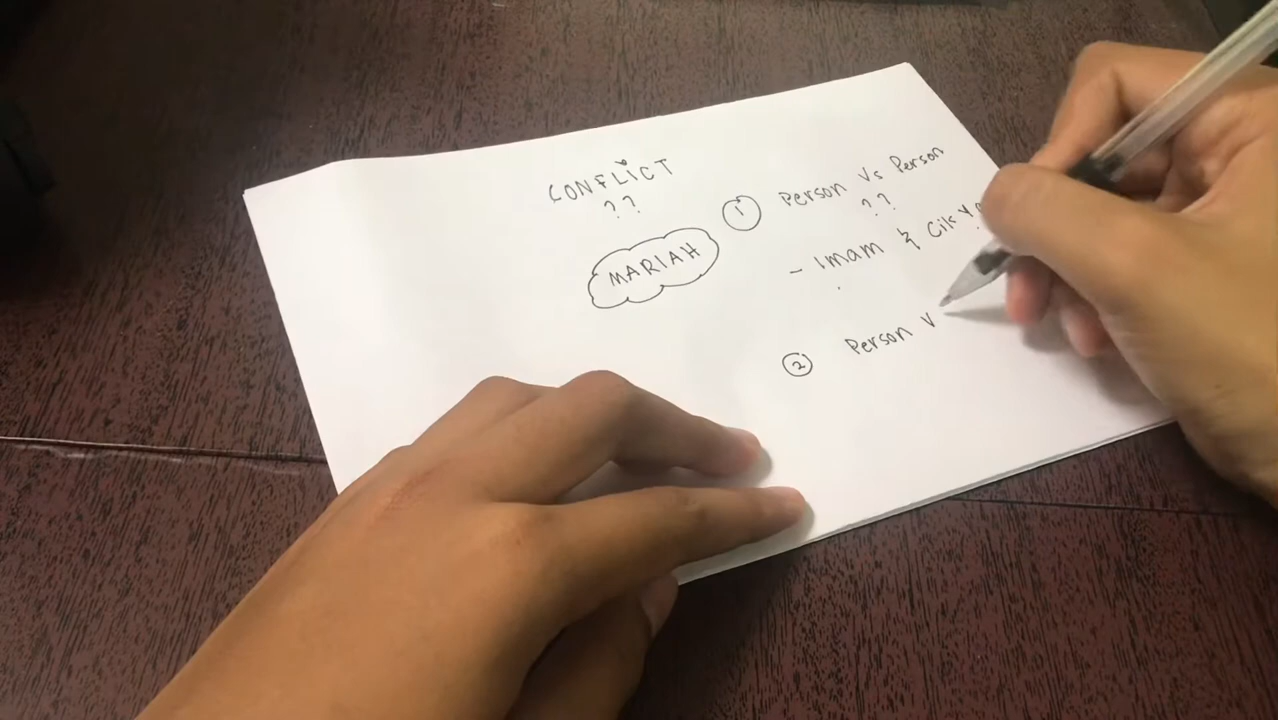 CONFLICT
??
MARIAH
1 Person Vs Person
??
- Imam & Cik
2 Person V